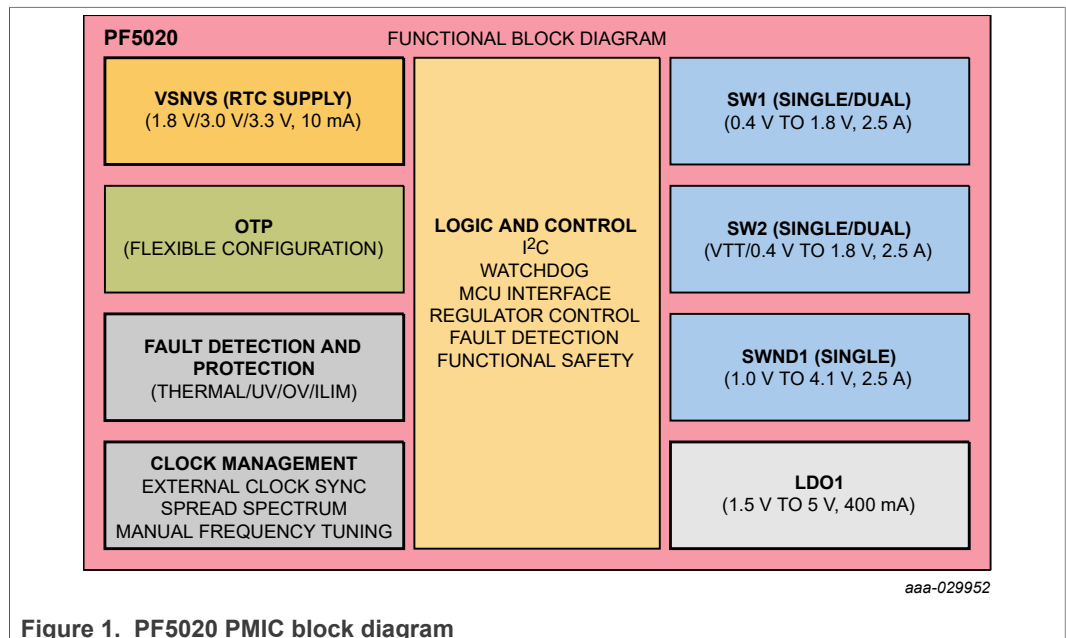 PF5020
FUNCTIONAL BLOCK DIAGRAM
VSNVS (RTC SUPPLY)
(1.8 V/3.0 V/3.3 V, 10 mA)
OTP
(FLEXIBLE CONFIGURATION)
FAULT DETECTION AND
PROTECTION
(THERMAL/UV/OV/ILIM)
CLOCK MANAGEMENT
EXTERNAL CLOCK SYNC
SPREAD SPECTRUM
MANUAL FREQUENCY TUNING
LOGIC AND CONTROL
I2C
WATCHDOG
MCU INTERFACE
REGULATOR CONTROL
FAULT DETECTION
FUNCTIONAL SAFETY
SW1 (SINGLE/DUAL)
(0.4 V TO 1.8 V, 2.5 A)
SW2 (SINGLE/DUAL)
(VTT/0.4 V TO 1.8 V, 2.5 A)
SWND1 (SINGLE)
(1.0 V TO 4.1 V, 2.5 A)
LDO1
(1.5 V TO 5 V, 400 mA)
aaa-029952
Figure 1. PF5020 PMIC block diagram